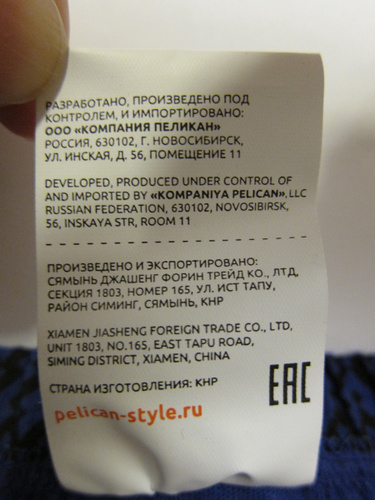 РАЗРАБОТАНО, ПРОИЗВЕДЕНО ПОД
КОНТРОЛЕМ, И ИМПОРТИРОВАНО:
ООО «КОМПАНИЯ ПЕЛИКАН»
РОССИЯ, 630102, Г. НОВОСИБИРСК,
УЛ. ИНСКАЯ, Д. 56, ПОМЕЩЕНИЕ 11
DEVELOPED, PRODUCED UNDER CONTROL OF
AND IMPORTED BY «KOMPANIYA PELICAN», LLC
RUSSIAN FEDERATION, 630102, NOVOSIBIRSK,
56, INSKAYA STR, ROOM 11
ПРОИЗВЕДЕНО И ЭКСПОРТИРОВАНО:
СЯМЫНЬ ДЖАШЕНГ ФОРИН ТРЕЙД КО., ЛТД,
СЕКЦИЯ 1803, НОМЕР 165, УЛ. ИСТ ТАПУ,
РАЙОН СИМИНГ, СЯМЫНЬ, КНР
XIAMEN JIASHENG FOREIGN TRADE CO., LTD,
UNIT 1803, NO.165, EAST TAPU ROAD,
SIMING DISTRICT, XIAMEN, CHINA
СТРАНА ИЗГОТОВЛЕНИЯ: КНР
EAC
pelican-style.ru